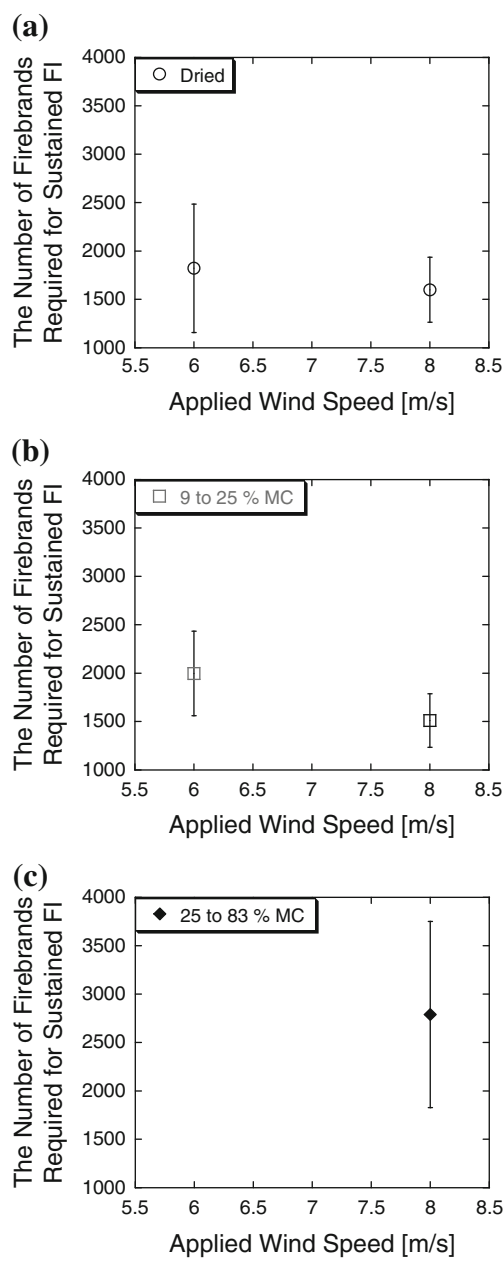 (a)
The Number of Firebrands
Required for Sustained FI
4000
3500
3000
2500
2000
1500
1000
Dried
5.5 6 6.5 7 7.5 8 8.5
Applied Wind Speed [m/s]
(b)
The Number of Firebrands
Required for Sustained FI
4000
3500
3000
2500
2000
1500
1000
9 to 25 % MC
5.5 6 6.5 7 7.5 8 8.5
Applied Wind Speed [m/s]
(c)
The Number of Firebrands
Required for Sustained FI
4000
3500
3000
2500
2000
1500
1000
25 to 83 % MC
5.5 6 6.5 7 7.5 8 8.5
Applied Wind Speed [m/s]